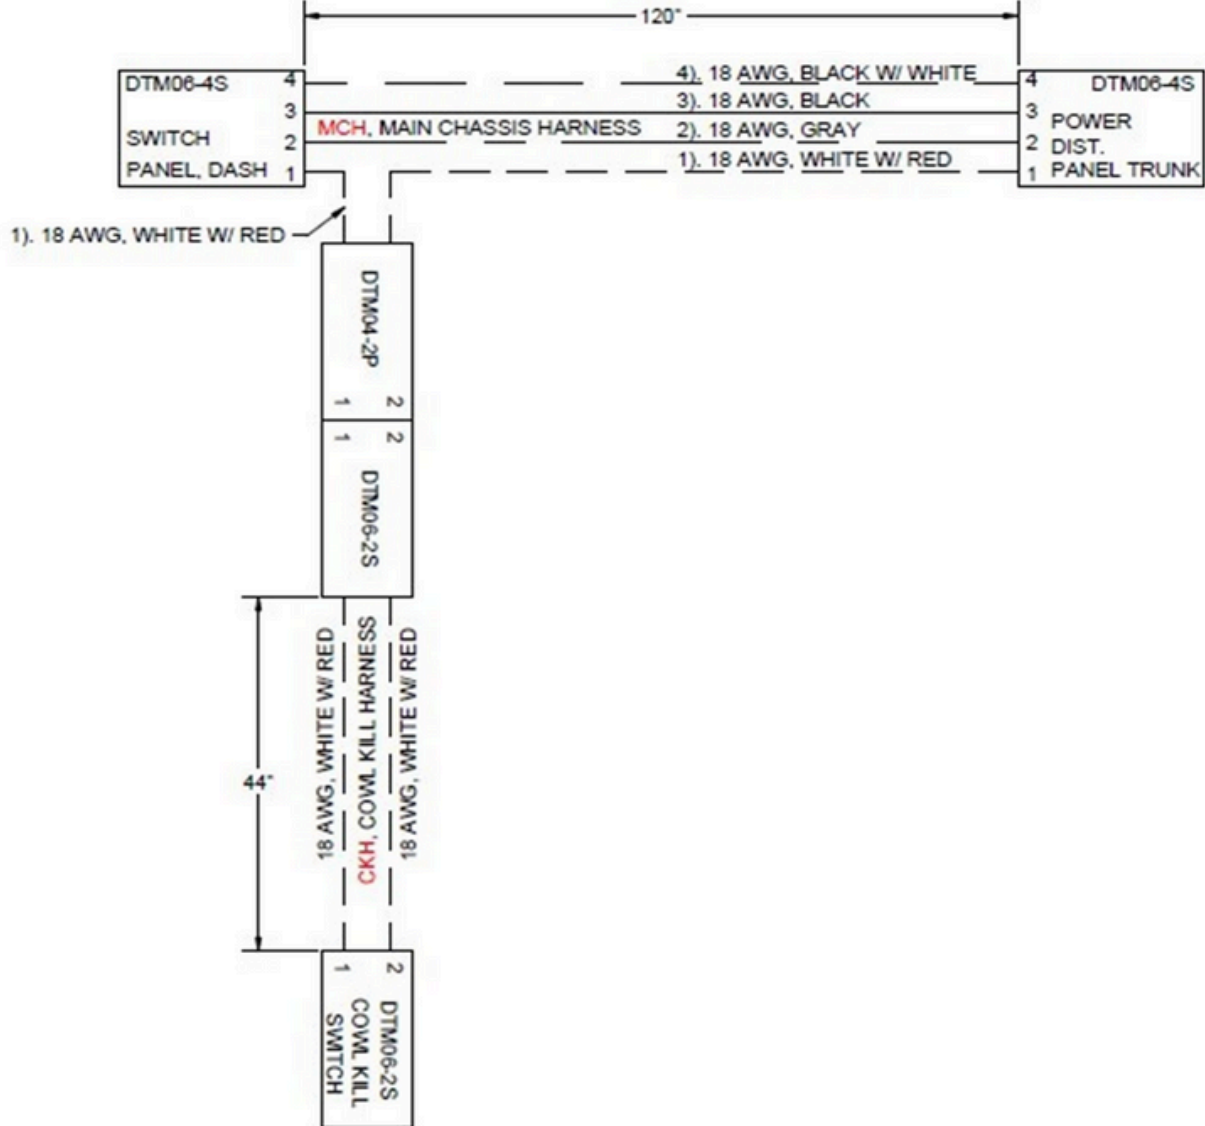 120"
DTM06-4S
4
3
SWITCH
2
PANEL, DASH
1
MCH, MAIN CHASSIS HARNESS
4). 18 AWG, BLACK W/ WHITE
3). 18 AWG, BLACK
2). 18 AWG, GRAY
1). 18 AWG, WHITE W/ RED
4
DTM06-4S
3
POWER
2
DIST.
1
PANEL TRUNK
1). 18 AWG, WHITE W/ RED
DTM04-2P
1
2
1
2
DTM06-2S
44"
18 AWG, WHITE W/ RED
CKH, COWL KILL HARNESS
18 AWG, WHITE W/ RED
1
2
DTM06-2S
COWL KILL
SWITCH